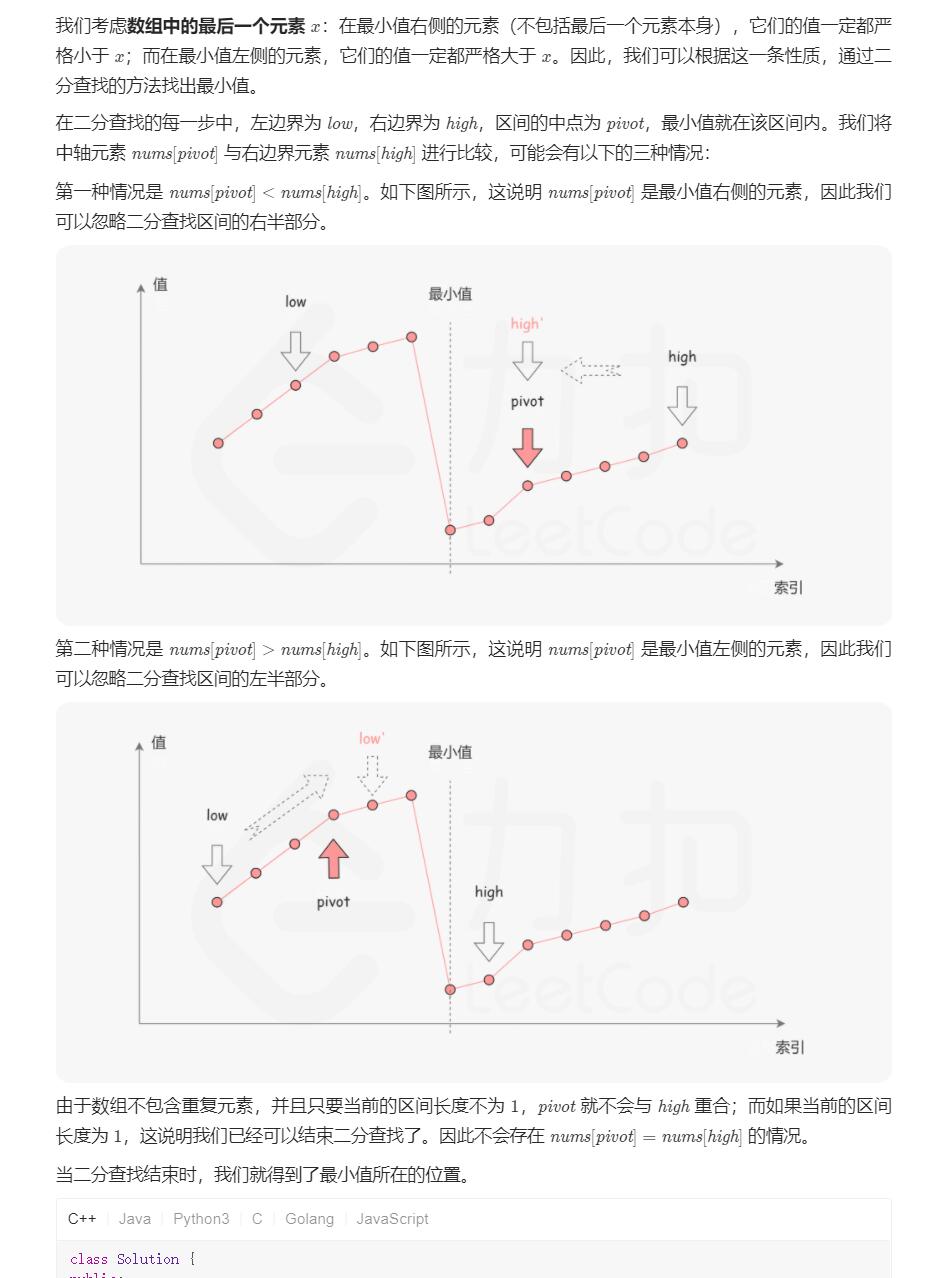 我们考虑数组中的最后一个元素 x：在最小值右侧的元素（不包括最后一个元素本身），它们的值一定都严
格小于 x；而在最小值左侧的元素，它们的值一定都严格大于 x。因此，我们可以根据这一条性质，通过二
分查找的方法找出最小值。
在二分查找的每一步中，左边界为 low，右边界为 high，区间的中点为 pivot，最小值就在该区间内。我们将
中轴元素 nums[pivot] 与右边界元素 nums[high] 进行比较，可能会有以下的三种情况：
第一种情况是 nums[pivot] < nums[high]。如下图所示，这说明 nums[pivot] 是最小值右侧的元素，因此我们
可以忽略二分查找区间的右半部分。
值
low
最小值
high'
high
pivot
力扣
LeetCode
索引
第二种情况是 nums[pivot] > nums[high]。如下图所示，这说明 nums[pivot] 是最小值左侧的元素，因此我们
可以忽略二分查找区间的左半部分。
值
low'
最小值
low
pivot
high
力扣
LeetCode
索引
由于数组不包含重复元素，并且只要当前的区间长度不为 1，pivot 就不会与 high 重合；而如果当前的区间
长度为 1，这说明我们已经可以结束二分查找了。因此不会存在 nums[pivot] = nums[high] 的情况。
当二分查找结束时，我们就得到了最小值所在的位置。
C++ Java Python3 C Golang JavaScript
class Solution {
public: